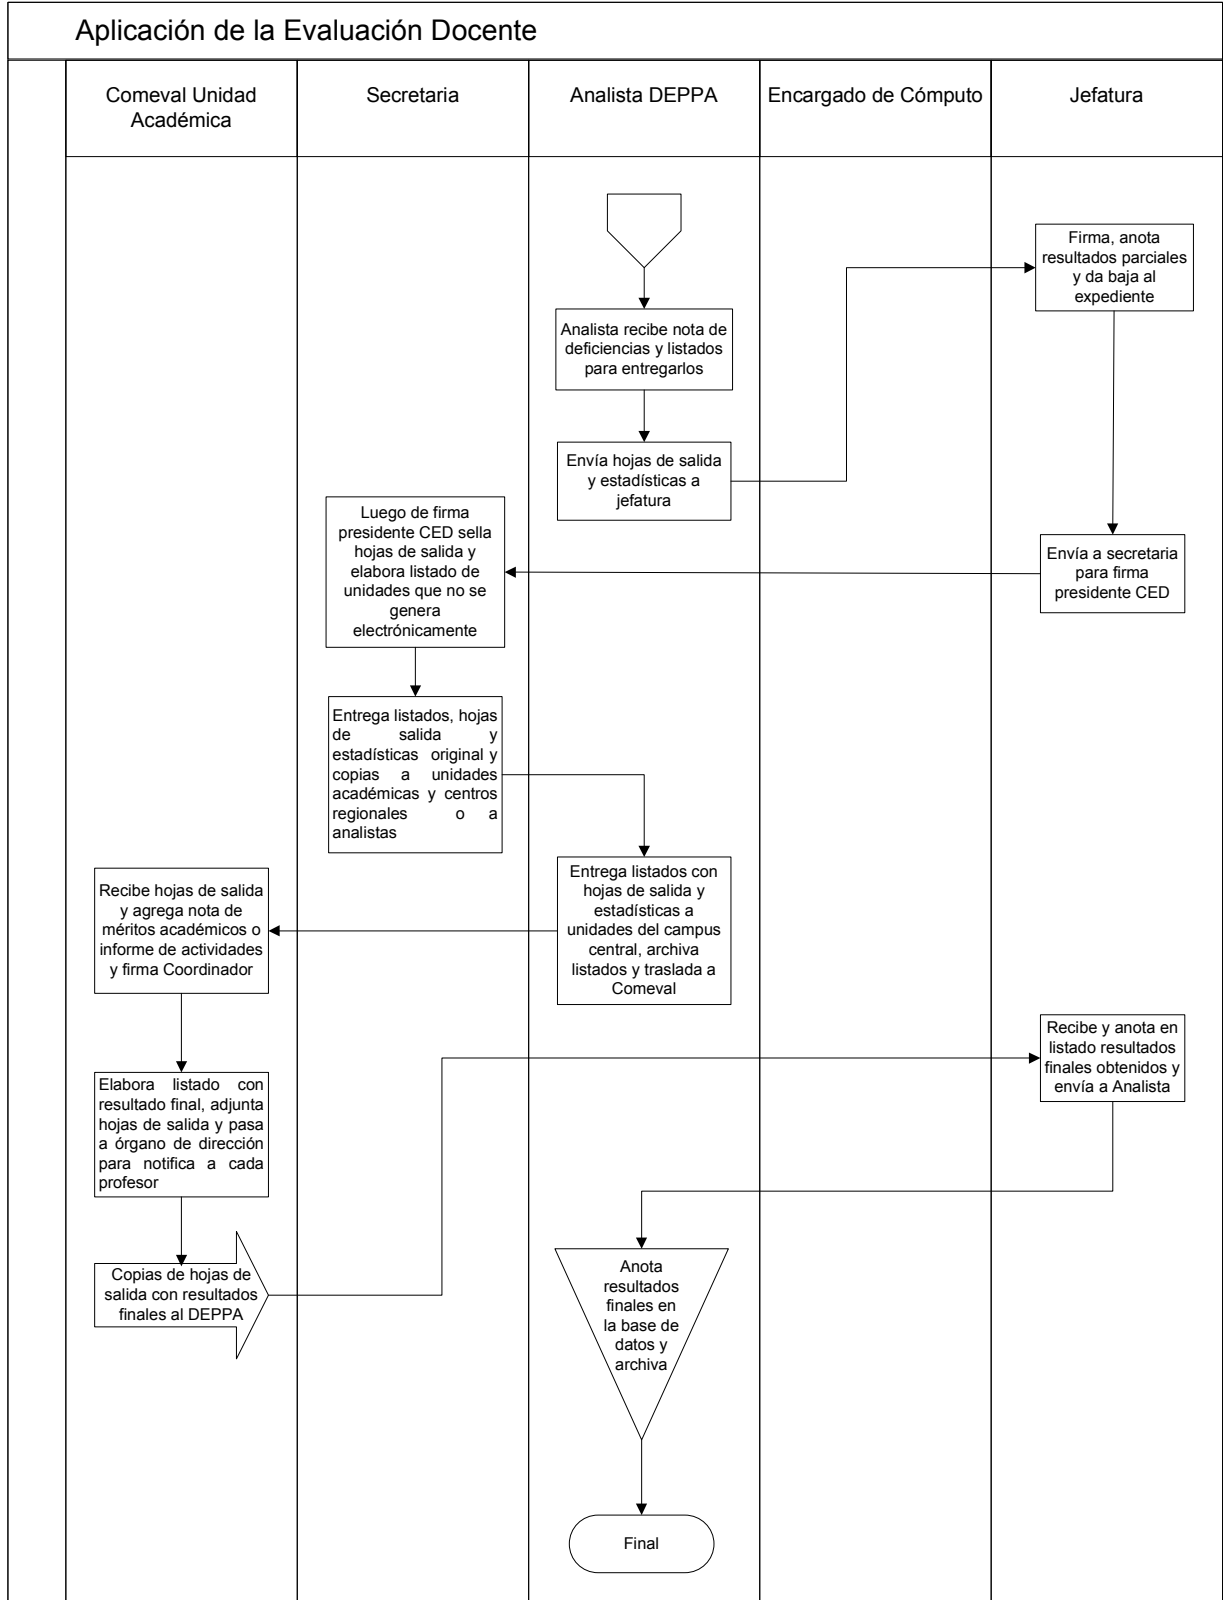 Aplicación de la Evaluación Docente
Comeval Unidad
Académica
Secretaria
Analista DEPPA
Encargado de Cómputo
Jefatura
Firma, anota
resultados parciales
y da baja al
expediente
Analista recibe nota de
deficiencias y listados
para entregarlos
Envía hojas de salida
y estadísticas a
jefatura
Envía a secretaria
para firma
presidente CED
Luego de firma
presidente CED sella
hojas de salida y
elabora listado de
unidades que no se
genera
electrónicamente
Entrega listados, hojas
de salida y
estadísticas original y
copias a unidades
académicas y centros
regionales o a
analistas
Entrega listados con
hojas de salida y
estadísticas a
unidades del campus
central, archiva
listados y traslada a
Comeval
Recibe hojas de salida
y agrega nota de
méritos académicos o
informe de actividades
y firma Coordinador
Elabora listado con
resultado final, adjunta
hojas de salida y pasa
a órgano de dirección
para notifica a cada
profesor
Copias de hojas de
salida con resultados
finales al DEPPA
Recibe y anota en
listado resultados
finales obtenidos y
envía a Analista
Anota
resultados
finales en
la base de
datos y
archiva
Final